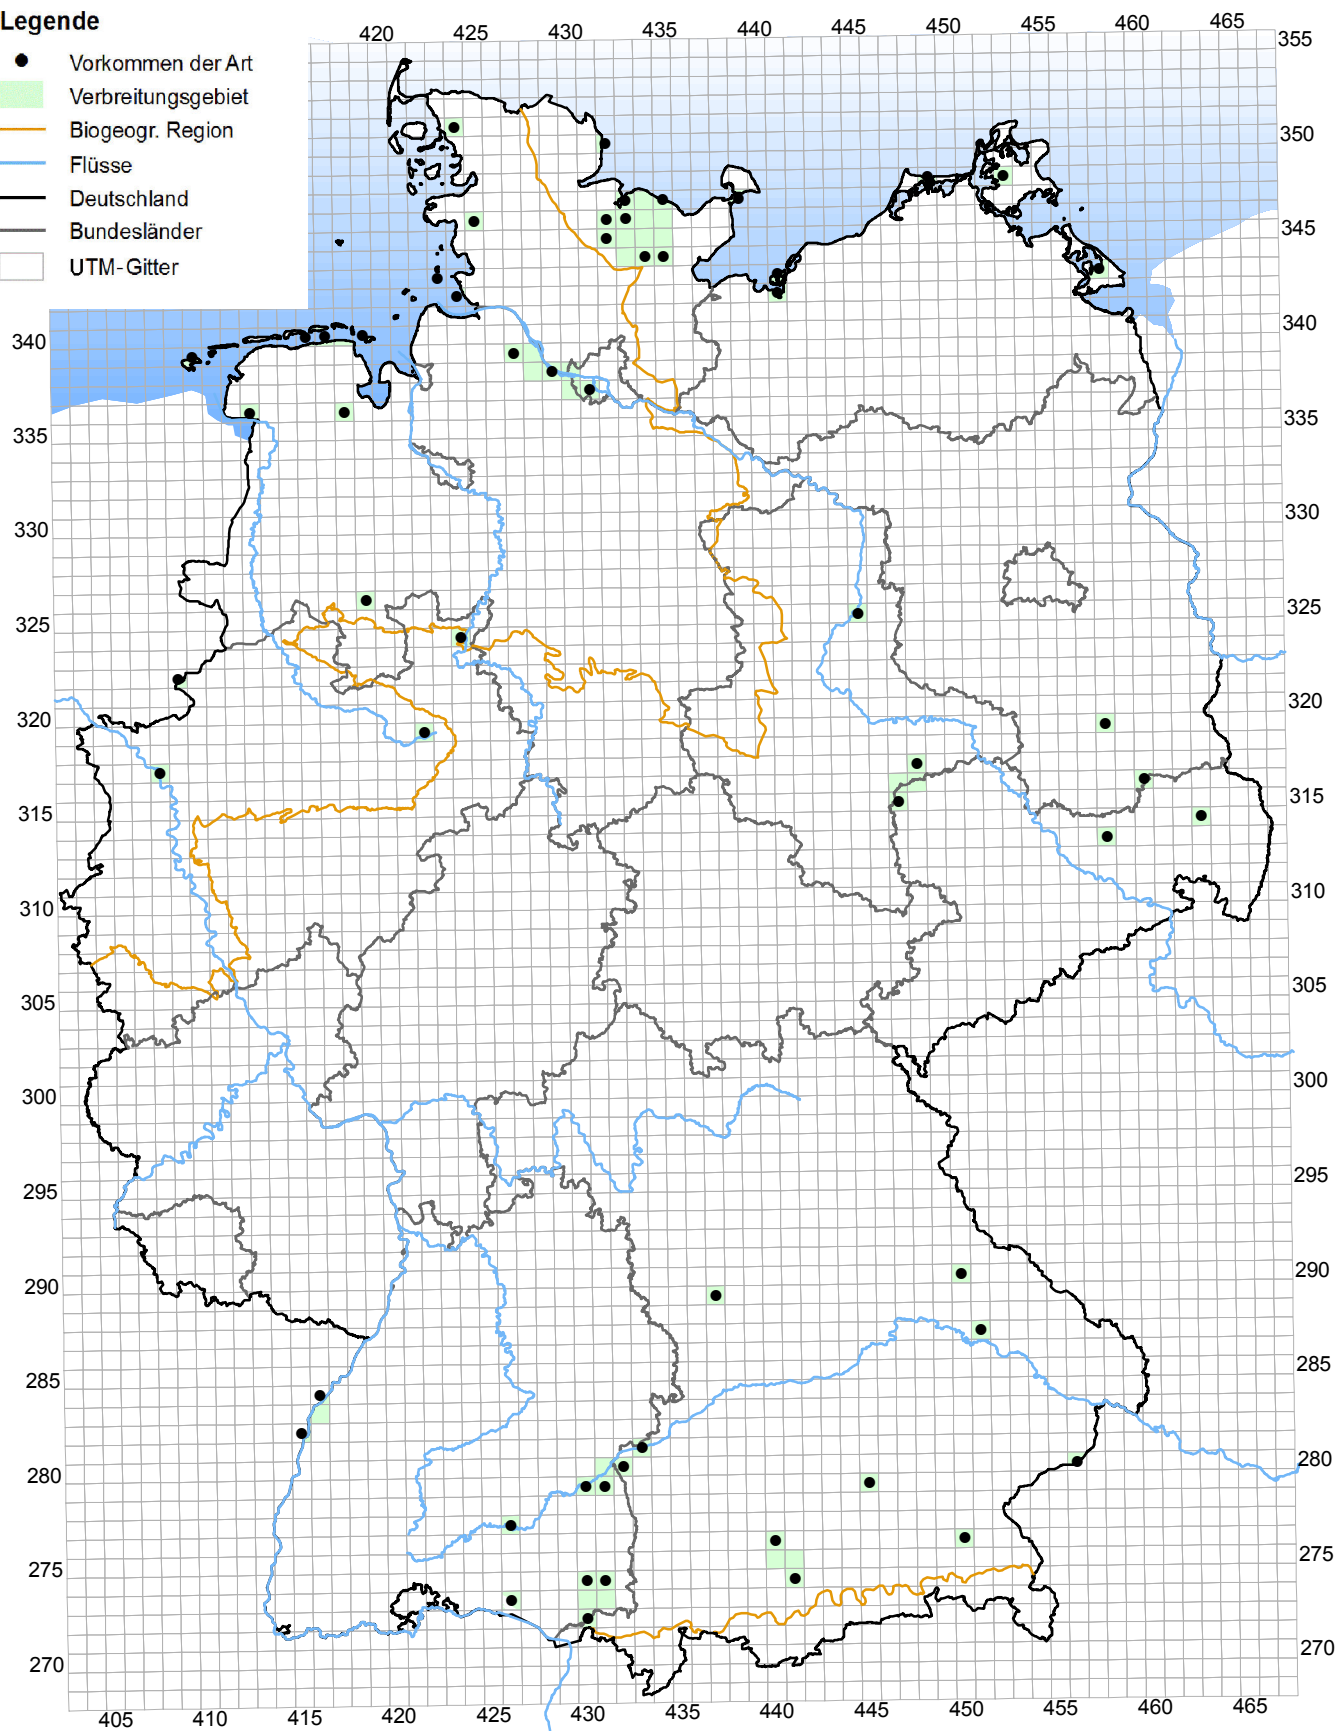 Legende
Vorkommen der Art
Verbreitungsgebiet
Biogeogr. Region
Flüsse
Deutschland
Bundesländer
UTM-Gitter
420 425 430 435 440 445 450 455 460 465
355
350
345
340 340
335 335
330 330
325 325
320 320
315 315
310 310
305 305
300 300
295 295
290 290
285 285
280 280
275 275
270 270
405 410 415 420 425 430 435 440 445 450 455 460 465